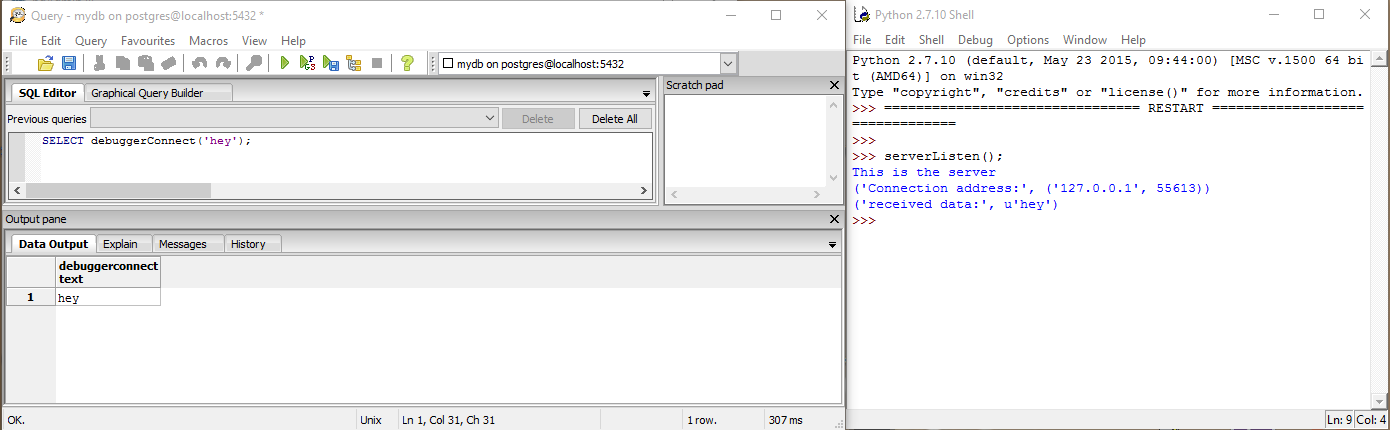 Query - mydb on postgres@localhost:5432 *
File Edit Query Favourites Macros View Help
mydb on postgres@localhost:5432
SQL Editor Graphical Query Builder
Previous queries Delete Delete All
SELECT debuggerConnect('hey');
Scratch pad
Output pane
Data Output Explain Messages History
debuggerconnect
text
1 hey
OK. Unix Ln 1, Col 31, Ch 31 1 row. 307 ms
Python 2.7.10 Shell
File Edit Shell Debug Options Window Help
Python 2.7.10 (default, May 23 2015, 09:44:00) [MSC v.1500 64 bi
t (AMD64)] on win32
Type "copyright", "credits" or "license()" for more information.
>>> ================================ RESTART ===================
=============
>>>
>>> serverListen();
This is the server
('Connection address:', ('127.0.0.1', 55613))
('received data:', u'hey')
>>>
Ln: 9 Col: 4